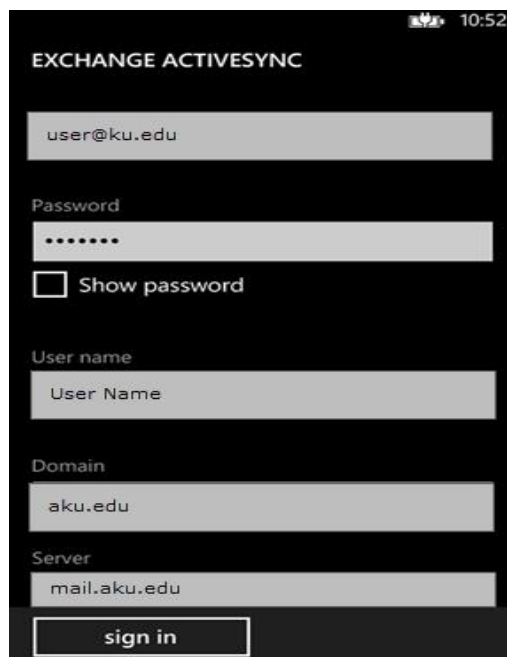 10:52
EXCHANGE ACTIVESYNC
user@ku.edu
Password
•••••••
Show password
User name
User Name
Domain
aku.edu
Server
mail.aku.edu
sign in